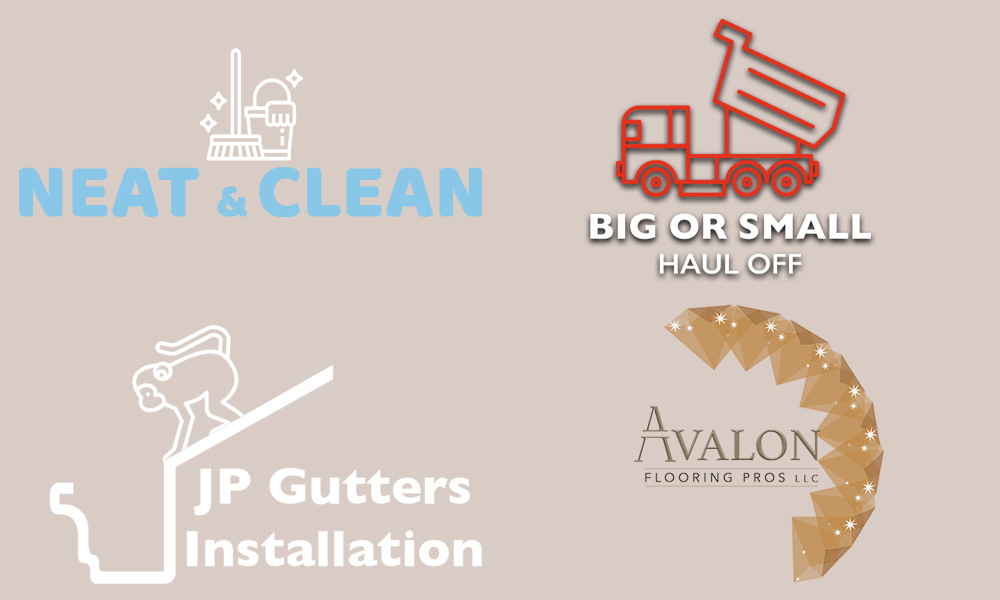 NEAT & CLEAN
BIG OR SMALL
HAUL OFF
JP Gutters
Installation
AVALON
FLOORING PROS LLC